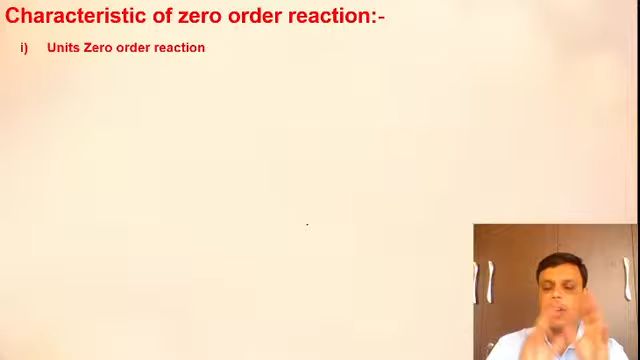 Characteristic of zero order reaction:-
i) Units Zero order reaction